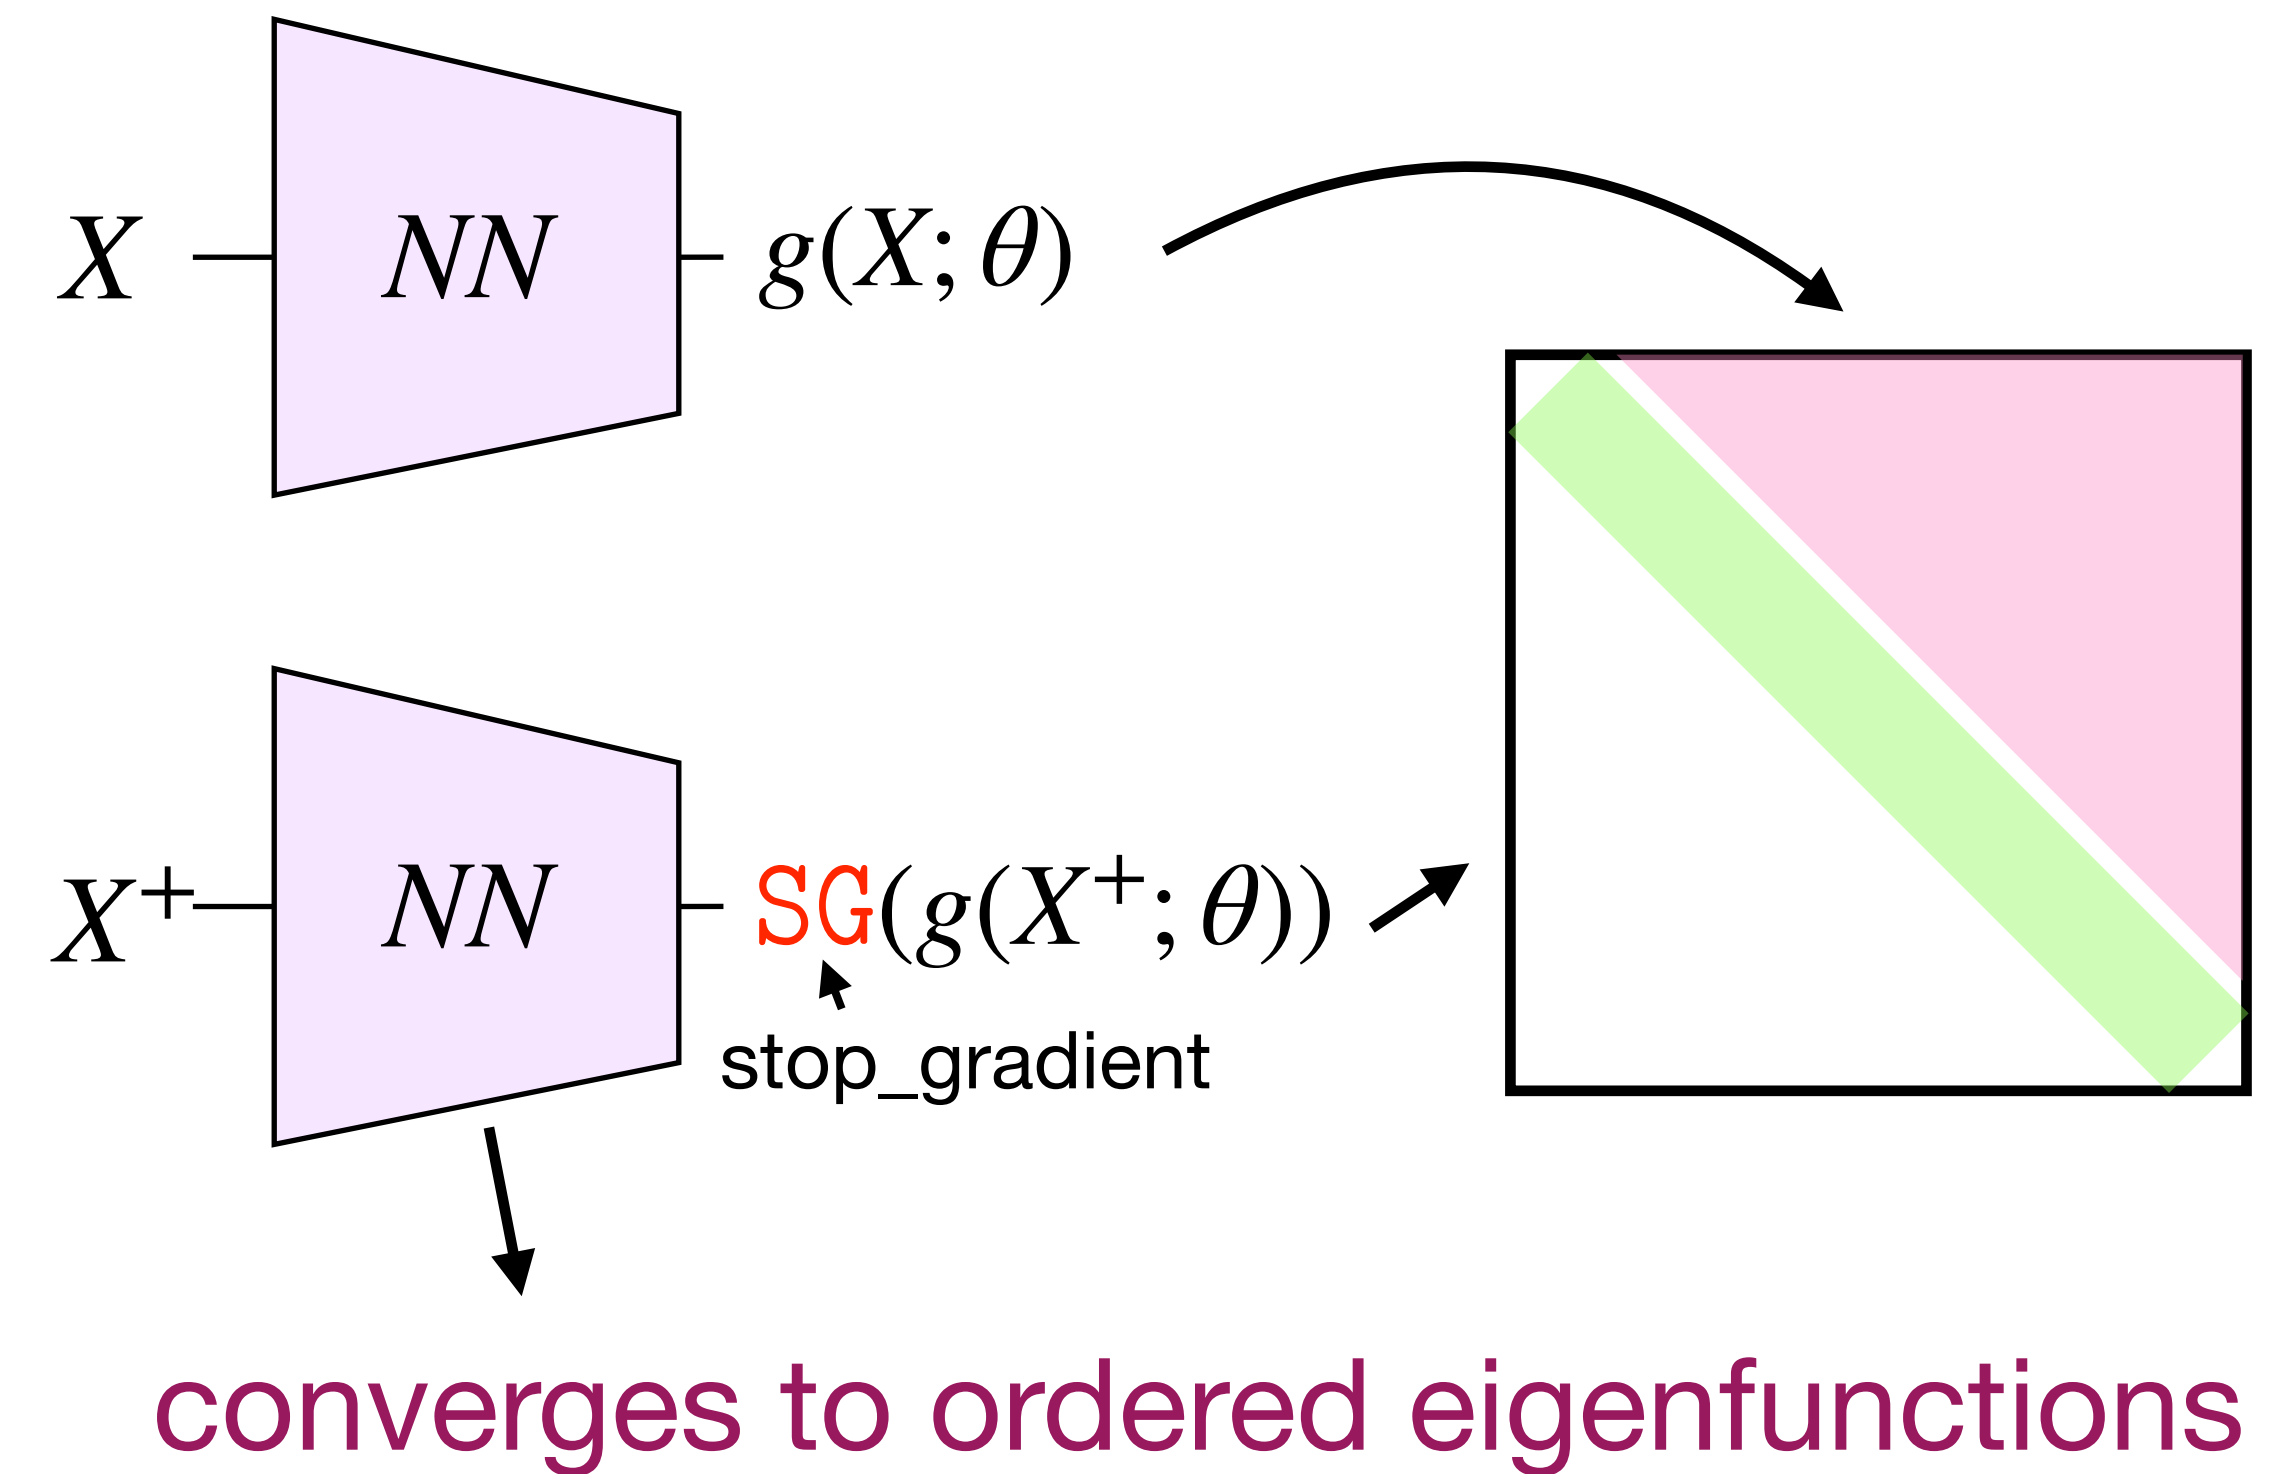 X NN g(X; θ)
X⁺ NN SG(g(X⁺; θ))
stop_gradient
converges to ordered eigenfunctions